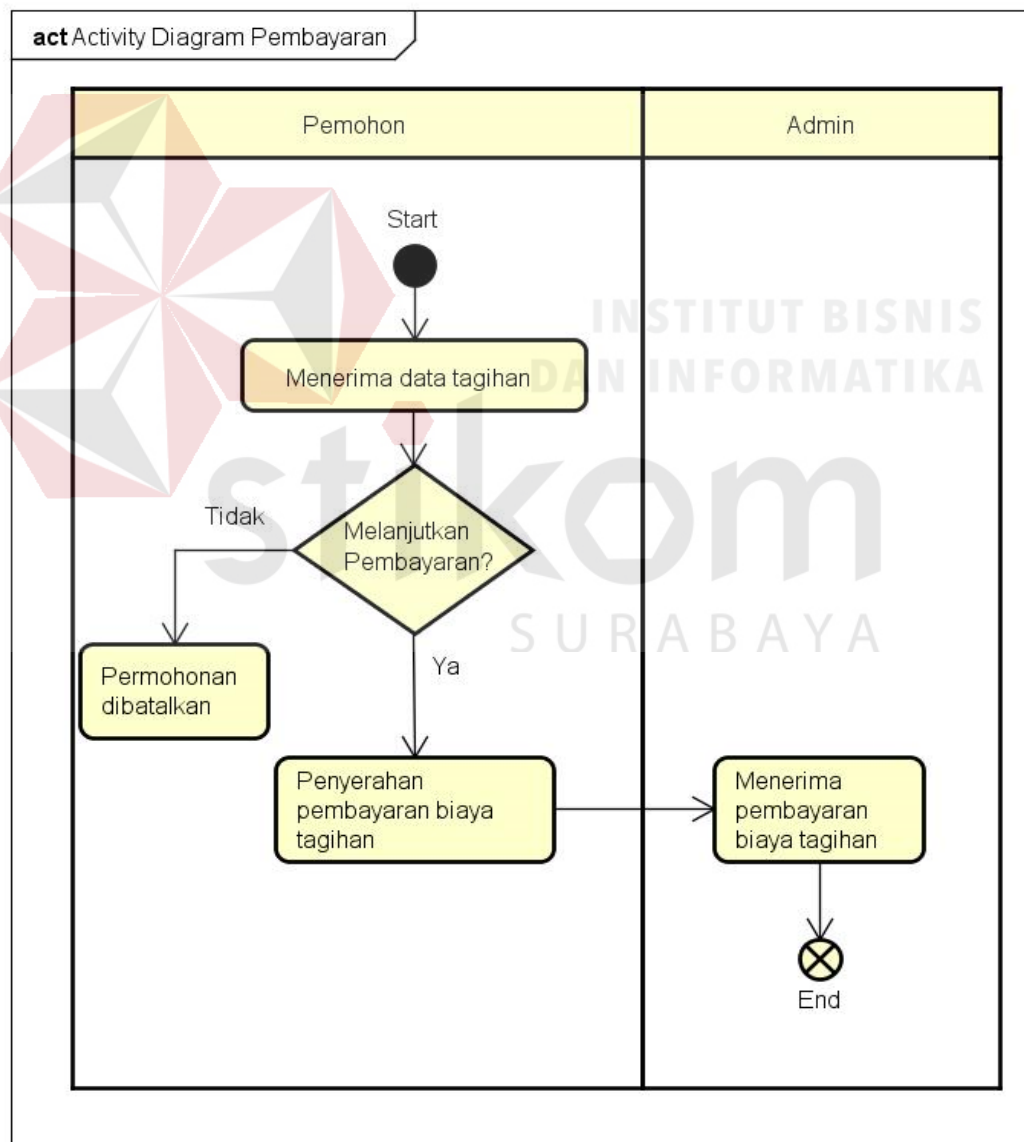 act Activity Diagram Pembayaran
Pemohon
Admin
Start
INSTITUT BISNIS
DAN INFORMATIKA
Menerima data tagihan
stikom
SURABAYA
Tidak
Melanjutkan
Pembayaran?
Ya
Permohonan
dibatalkan
Penyerahan
pembayaran biaya
tagihan
Menerima
pembayaran
biaya tagihan
End